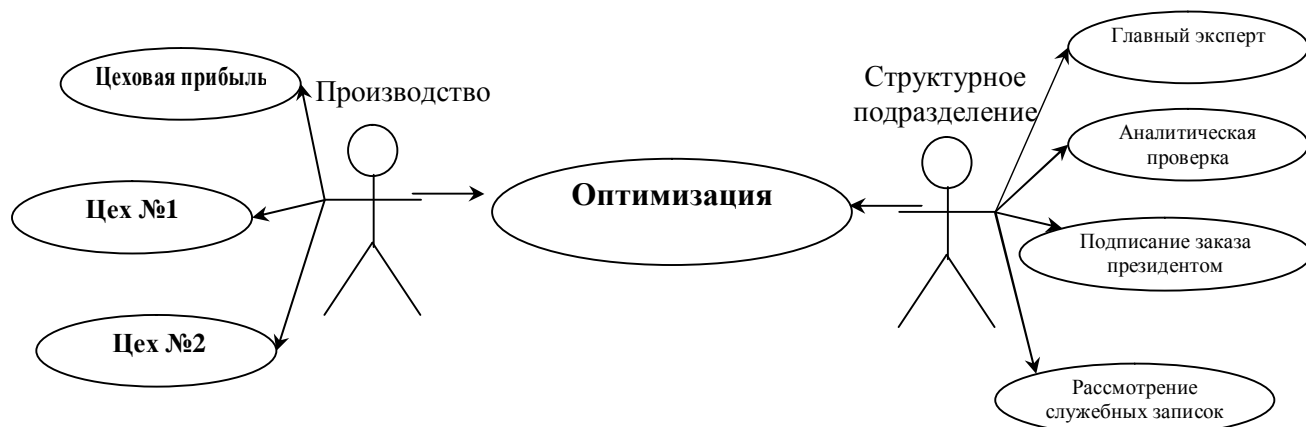 Цеховая прибыль
Производство
Цех №1
Цех №2
Оптимизация
Структурное
подразделение
Главный эксперт
Аналитическая
проверка
Подписание заказа
президентом
Рассмотрение
служебных записок